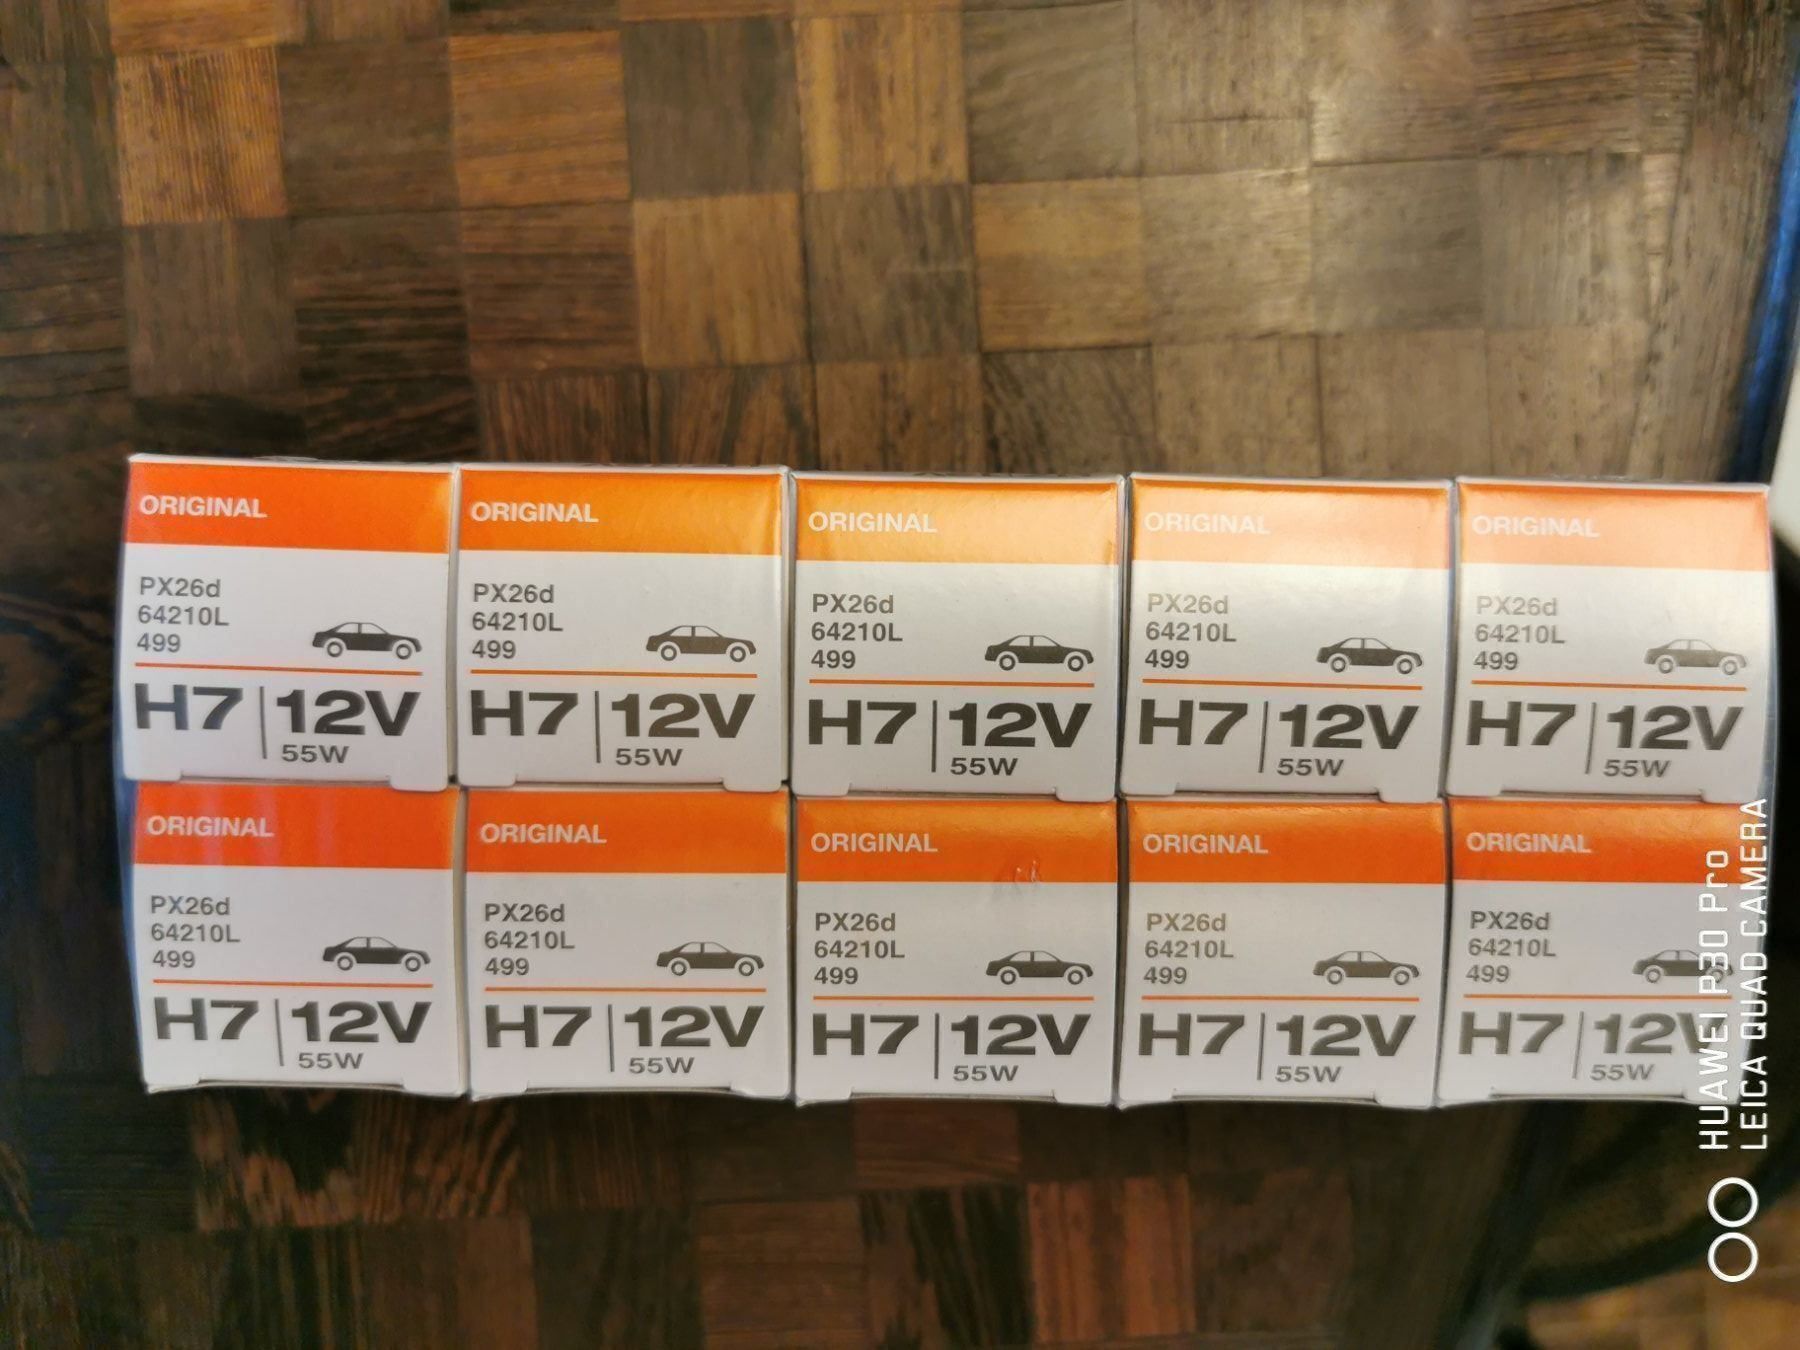 ORIGINAL
PX26d
64210L
499
H7 12V
55W
ORIGINAL
PX26d
64210L
499
H7 12V
55W
ORIGINAL
PX26d
64210L
499
H7 12V
55W
ORIGINAL
PX26d
64210L
499
H7 12V
55W
ORIGINAL
PX26d
64210L
499
H7 12V
55W
ORIGINAL
PX26d
64210L
499
H7 12V
55W
ORIGINAL
PX26d
64210L
499
H7 12V
55W
ORIGINAL
PX26d
64210L
499
H7 12V
55W
ORIGINAL
PX26d
64210L
499
H7 12V
55W
ORIGINAL
PX26d
64210L
499
H7 12V
55W
HUAWEI P30 Pro
LEICA QUAD CAMERA